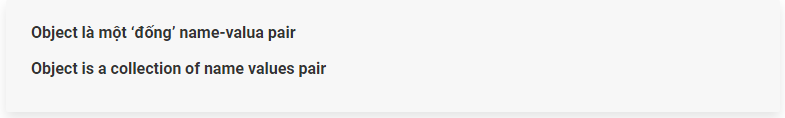 Object là một ‘đống’ name-valua pair
Object is a collection of name values pair